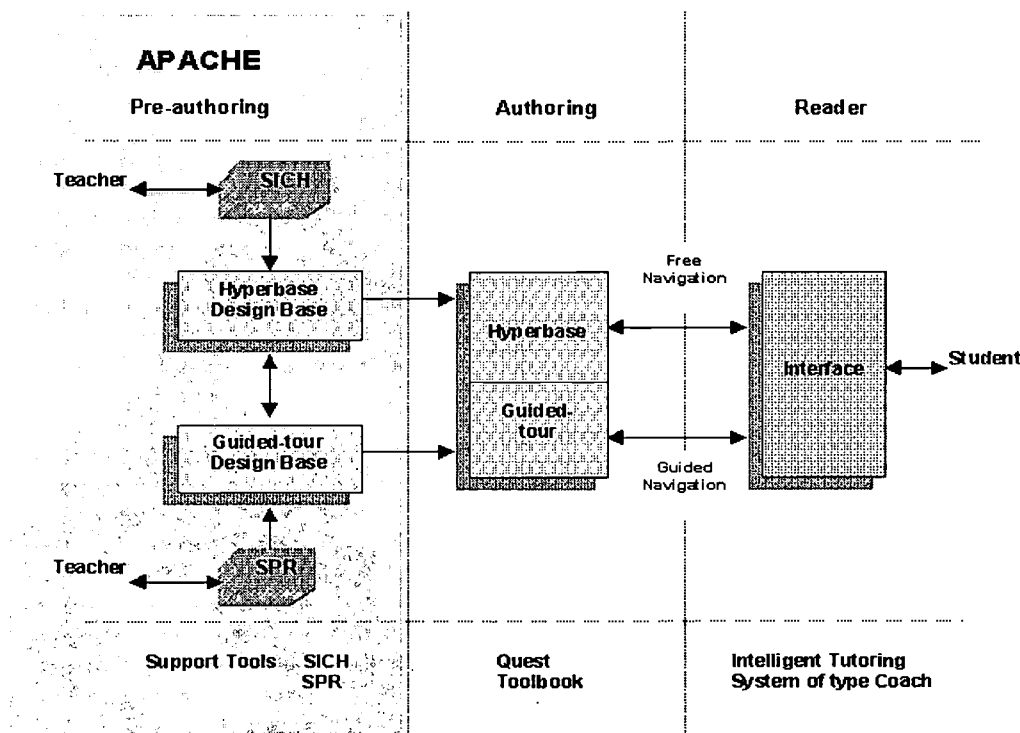 APACHE
Pre-authoring
Authoring
Reader
Teacher
SICH
Hyperbase
Design Base
Free
Navigation
Hyperbase
Interface
Student
Guided-
tour
Guided-tour
Design Base
Guided
Navigation
Teacher
SPR
Support Tools SICH
SPR
Quest
Toolbook
Intelligent Tutoring
System of type Coach